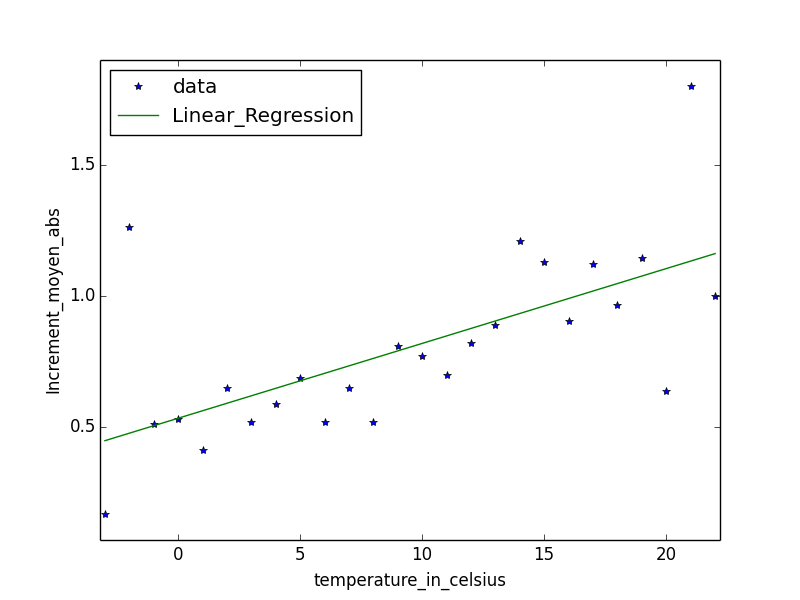 data
Linear_Regression
1.5
1.0
0.5
Increment_moyen_abs
0 5 10 15 20
temperature_in_celsius